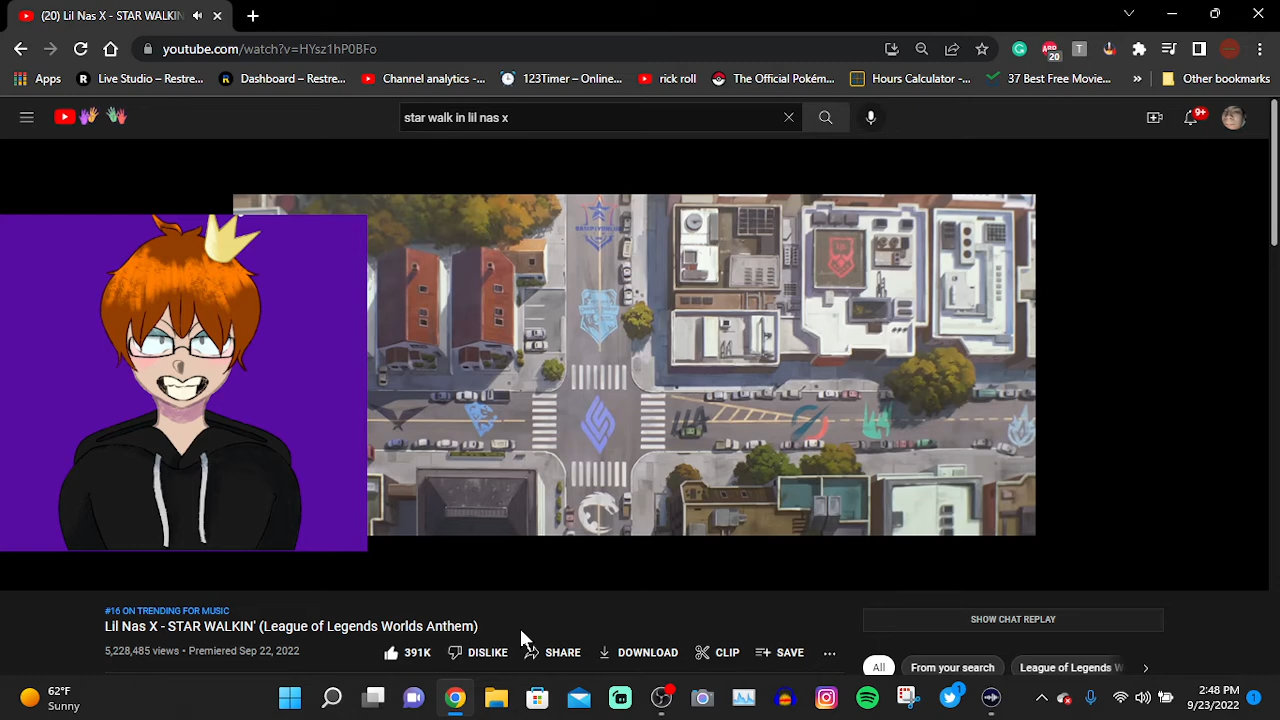 (20) Lil Nas X - STAR WALKIN'
youtube.com/watch?v=HYsz1hP0BFo
20
T
Apps
R Live Studio – Restre...
R Dashboard – Restre...
Channel analytics -...
123Timer – Online...
rick roll
The Official Pokém...
Hours Calculator -...
37 Best Free Movie...
»
Other bookmarks
star walk in lil nas x
9+
#16 ON TRENDING FOR MUSIC
Lil Nas X - STAR WALKIN' (League of Legends Worlds Anthem)
5,228,485 views • Premiered Sep 22, 2022
391K
DISLIKE
SHARE
DOWNLOAD
CLIP
SAVE
SHOW CHAT REPLAY
All
From your search
League of Legends W
62°F
Sunny
1
2:48 PM
9/23/2022
1